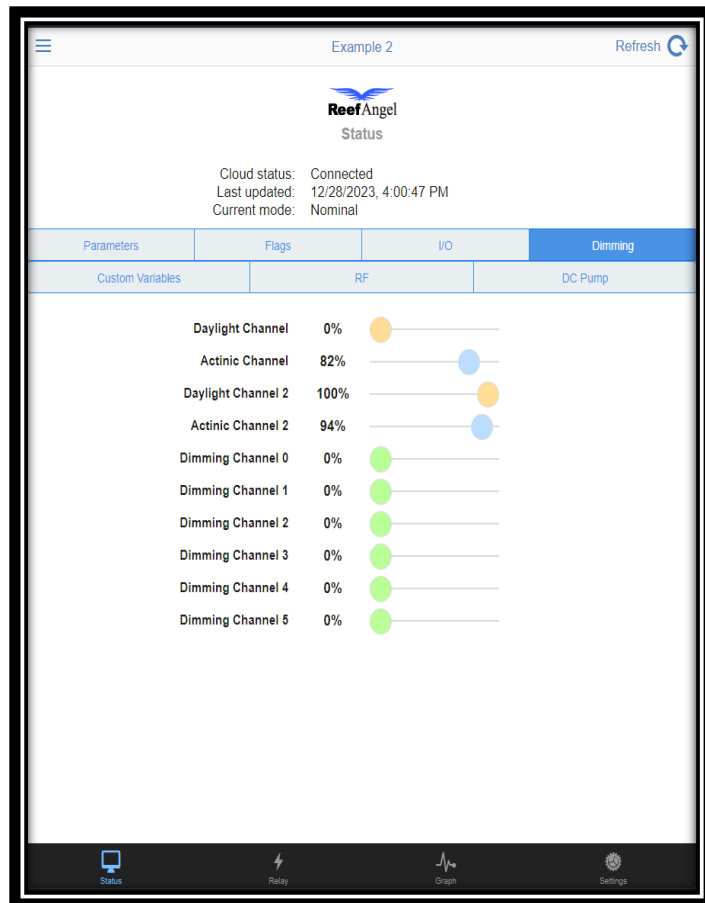 Example 2 Refresh
ReefAngel
Status
Cloud status: Connected
Last updated: 12/28/2023, 4:00:47 PM
Current mode: Nominal
Parameters Flags I/O Dimming
Custom Variables RF DC Pump
Daylight Channel 0%
Actinic Channel 82%
Daylight Channel 2 100%
Actinic Channel 2 94%
Dimming Channel 0 0%
Dimming Channel 1 0%
Dimming Channel 2 0%
Dimming Channel 3 0%
Dimming Channel 4 0%
Dimming Channel 5 0%
Status Relay Graph Settings